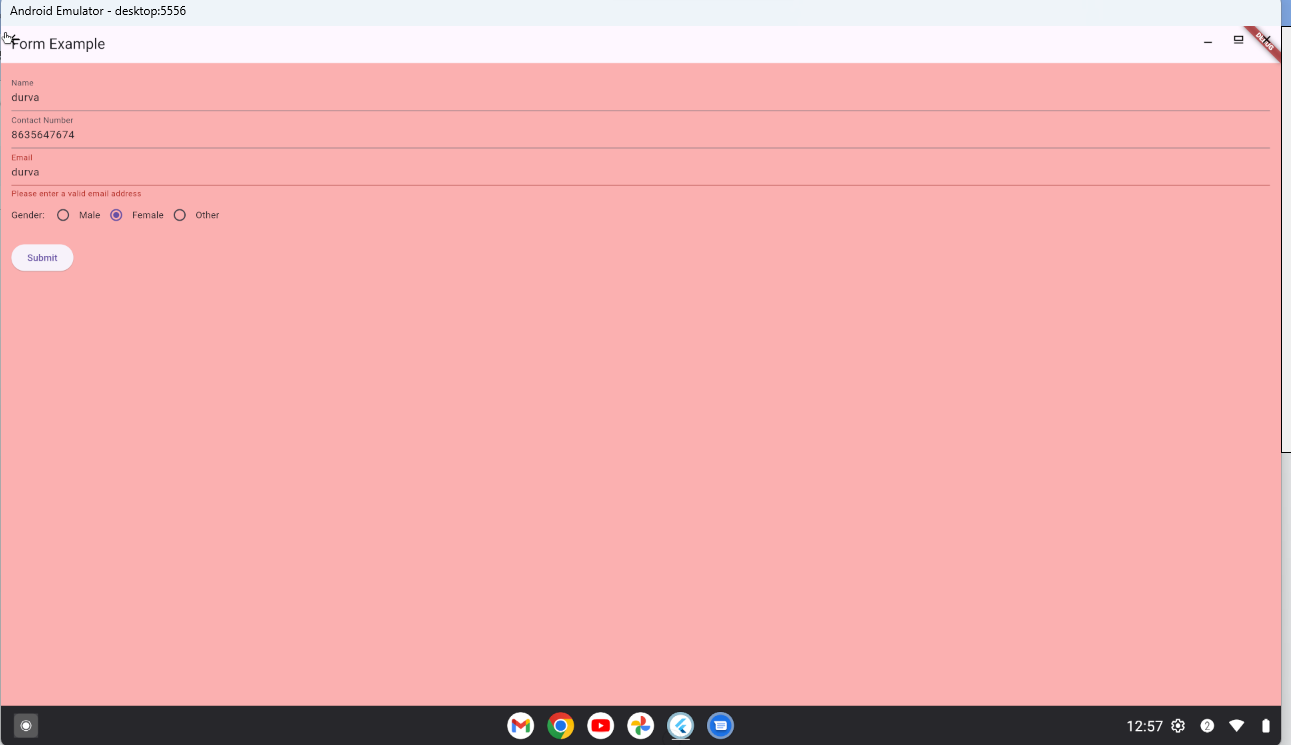 Android Emulator - desktop:5556
Form Example
DEBUG
Name
durva
Contact Number
8635647674
Email
durva
Please enter a valid email address
Gender: Male Female Other
Submit
12:57 2